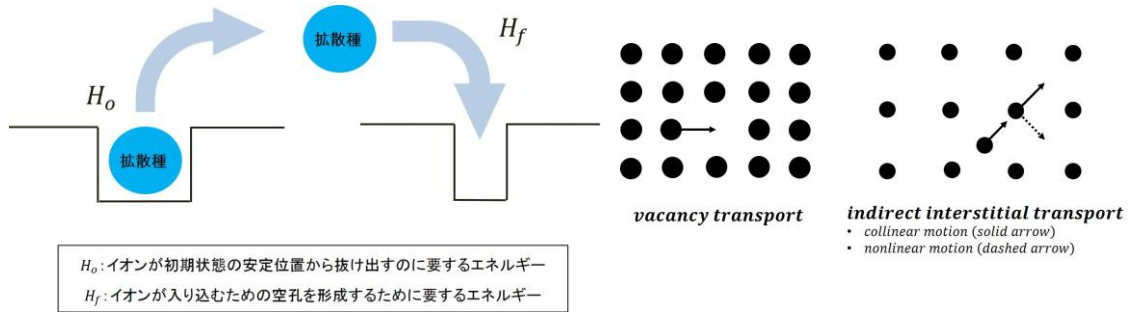 拡散種
H_f
H_o
拡散種
H_o：イオンが初期状態の安定位置から抜け出すのに要するエネルギー
H_f：イオンが入り込むための空孔を形成するために要するエネルギー
vacancy transport
indirect interstitial transport
• collinear motion (solid arrow)
• nonlinear motion (dashed arrow)